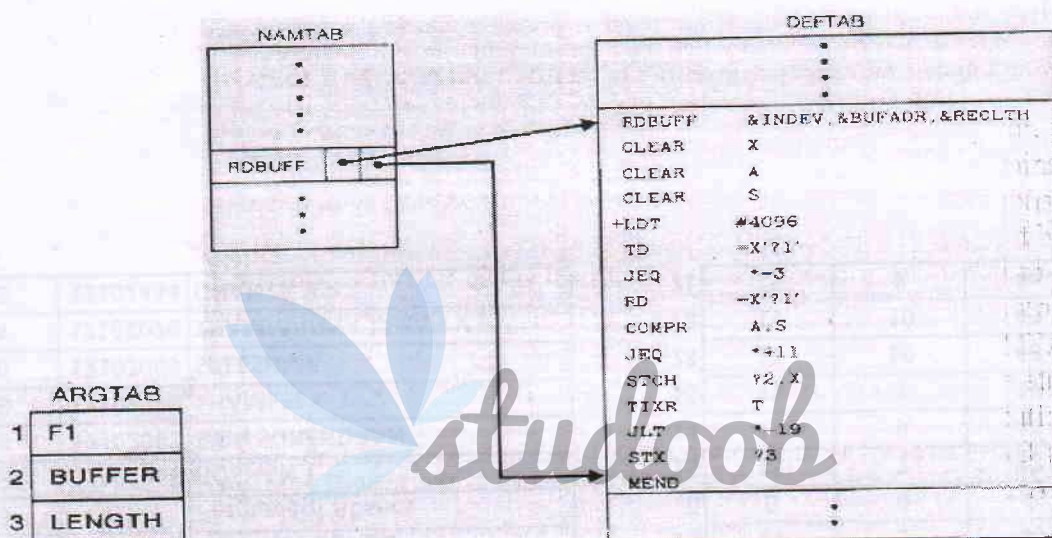 NAMTAB
RDBUFF
DEFTAB
RDBUFF &INDEV,&BUFADR,&RECLTH
CLEAR X
CLEAR A
CLEAR S
+LDT #4096
TD =X'?1'
JEQ *-3
RD =X'?1'
COMPR A,S
JEQ *+11
STCH ?2,X
TIXR T
JLT *-19
STX ?3
MEND
ARGTAB
1 F1
2 BUFFER
3 LENGTH
studoob